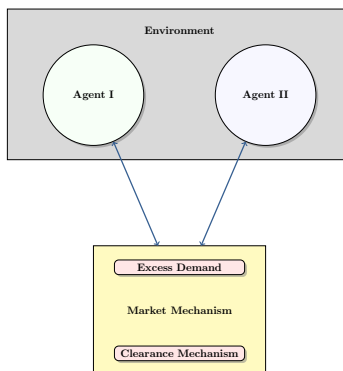 Environment
Agent I
Agent II
Excess Demand
Market Mechanism
Clearance Mechanism